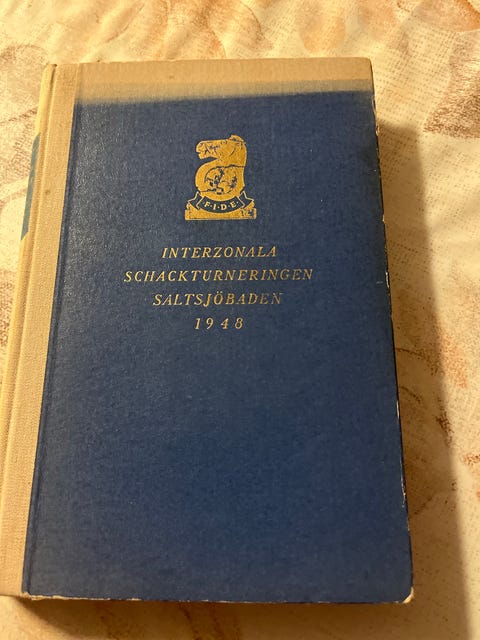 F·I·D·E
INTERZONALA
SCHACKTURNERINGEN
SALTSJÖBADEN
1948